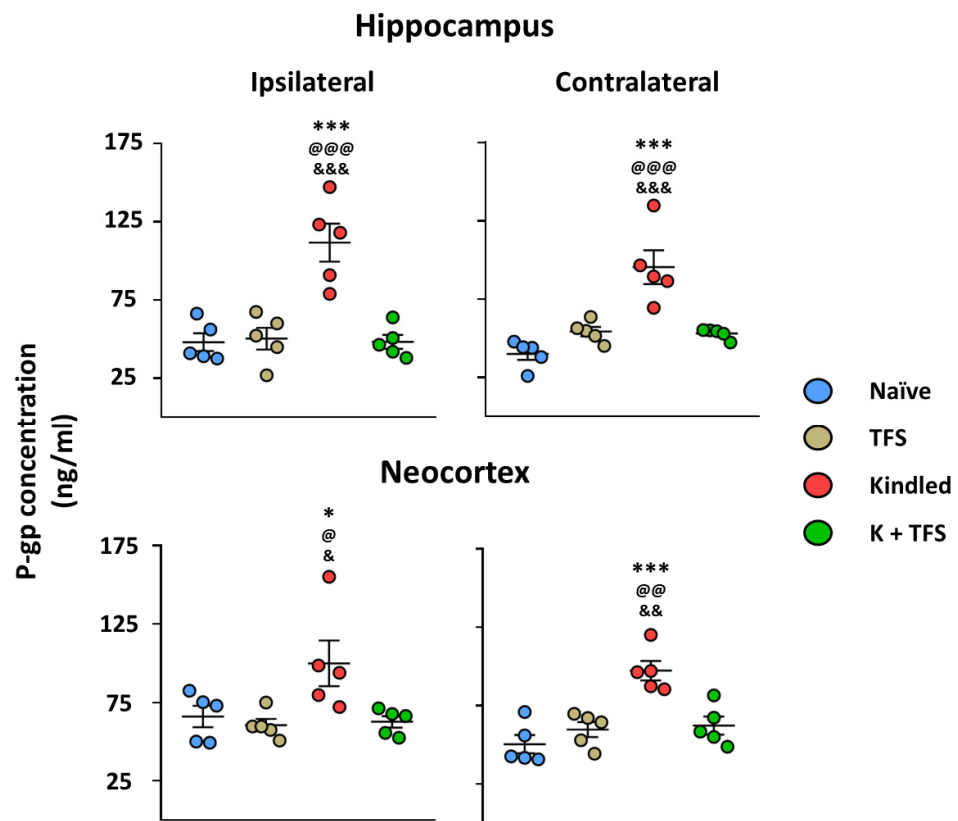 Hippocampus
Ipsilateral
Contralateral
***
@@@
&&&
***
@@@
&&&
175
125
75
25
P-gp concentration
(ng/ml)
Naïve
TFS
Kindled
K + TFS
Neocortex
*
@
&
***
@@
&&
175
125
75
25